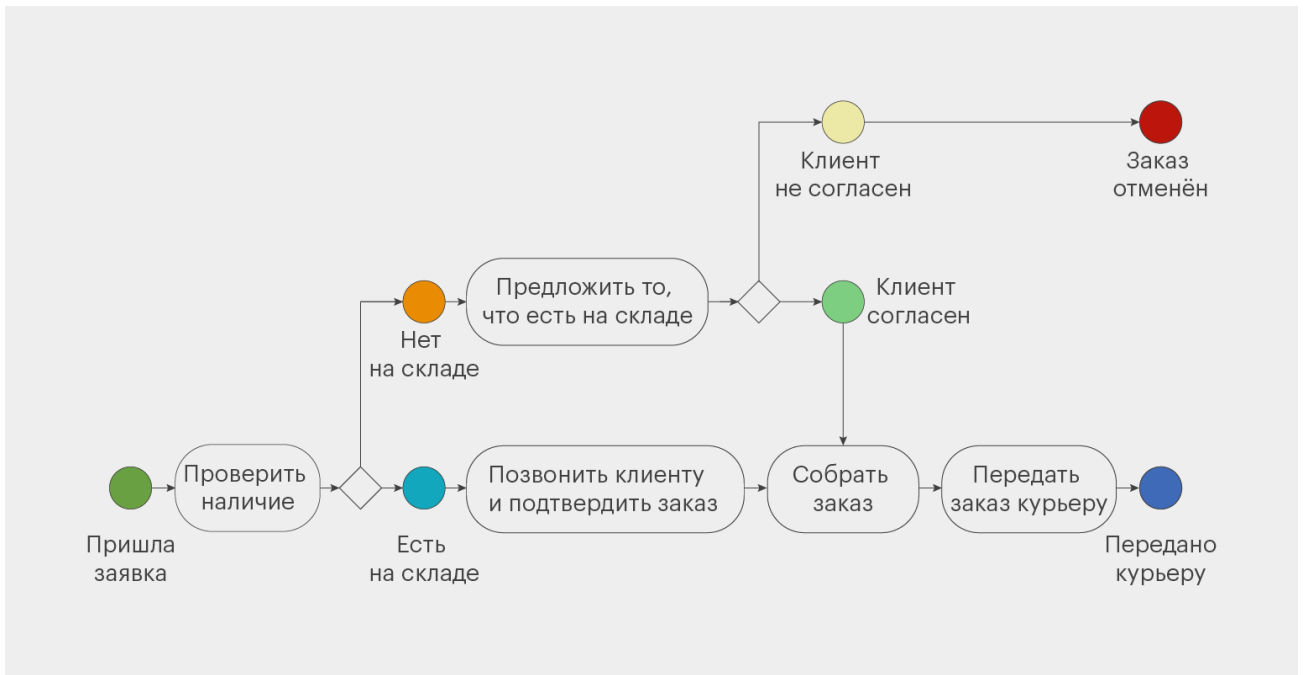 Клиент
не согласен
Заказ
отменён
Предложить то,
что есть на складе
Клиент
согласен
Нет
на складе
Проверить
наличие
Позвонить клиенту
и подтвердить заказ
Собрать
заказ
Передать
заказ курьеру
Пришла
заявка
Есть
на складе
Передано
курьеру